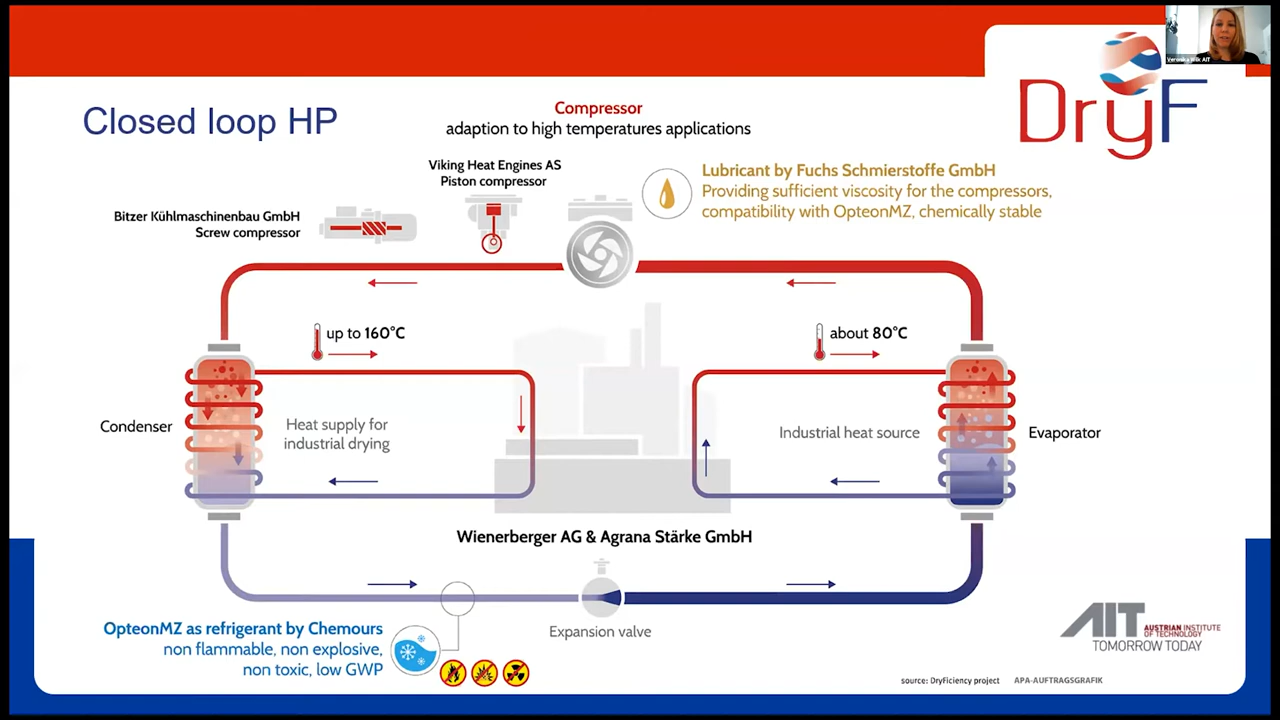 Veronika Wilk AIT
DryF
Closed loop HP
Compressor
adaption to high temperatures applications
Viking Heat Engines AS
Piston compressor
Lubricant by Fuchs Schmierstoffe GmbH
Providing sufficient viscosity for the compressors,
compatibility with OpteonMZ, chemically stable
Bitzer Kühlmaschinenbau GmbH
Screw compressor
up to 160°C
about 80°C
Condenser
Heat supply for
industrial drying
Industrial heat source
Evaporator
Wienerberger AG & Agrana Stärke GmbH
Expansion valve
OpteonMZ as refrigerant by Chemours
non flammable, non explosive,
non toxic, low GWP
AIT AUSTRIAN INSTITUTE
OF TECHNOLOGY
TOMORROW TODAY
source: DryFiciency project APA-AUFTRAGSGRAFIK